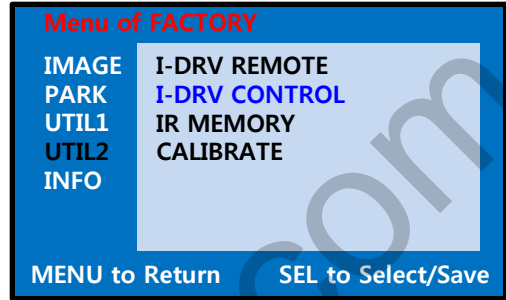 Menu of FACTORY
IMAGE I-DRV REMOTE
PARK I-DRV CONTROL
UTIL1 IR MEMORY
UTIL2 CALIBRATE
INFO
MENU to Return SEL to Select/Save
com